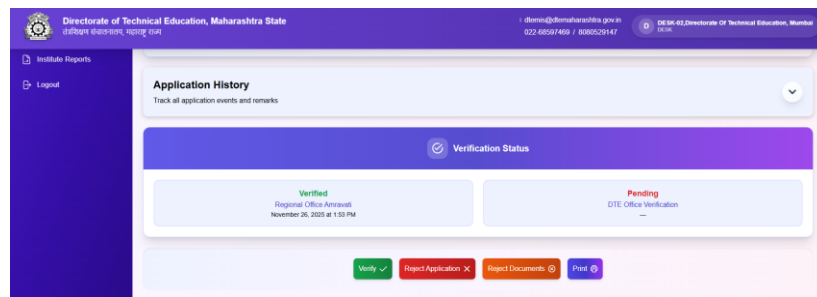 Directorate of Technical Education, Maharashtra State
तंत्रशिक्षण संचालनालय, महाराष्ट्र राज्य
: dtemis@dtemaharashtra.gov.in
022-68597469 / 8080529147
D
DESK-02,Directorate Of Technical Education, Mumbai
DESK
Institute Reports
Logout
Application History
Track all application events and remarks
Verification Status
Verified
Regional Office Amravati
November 26, 2025 at 1:53 PM
Pending
DTE Office Verification
—
Verify
Reject Application
Reject Documents
Print